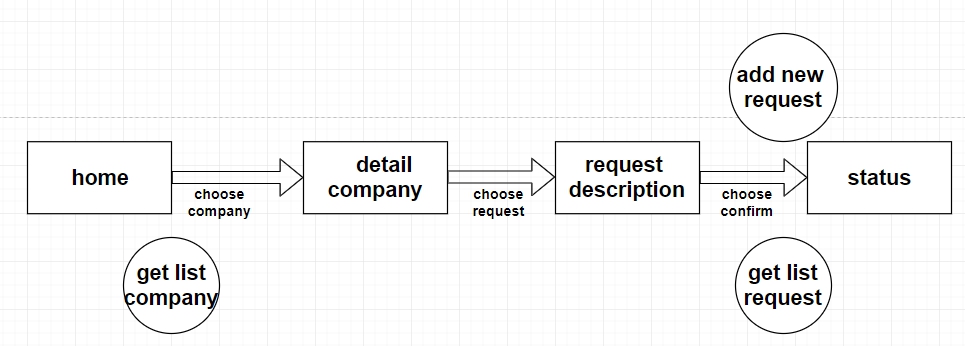 add new
request
home
choose
company
detail
company
choose
request
request
description
choose
confirm
status
get list
company
get list
request